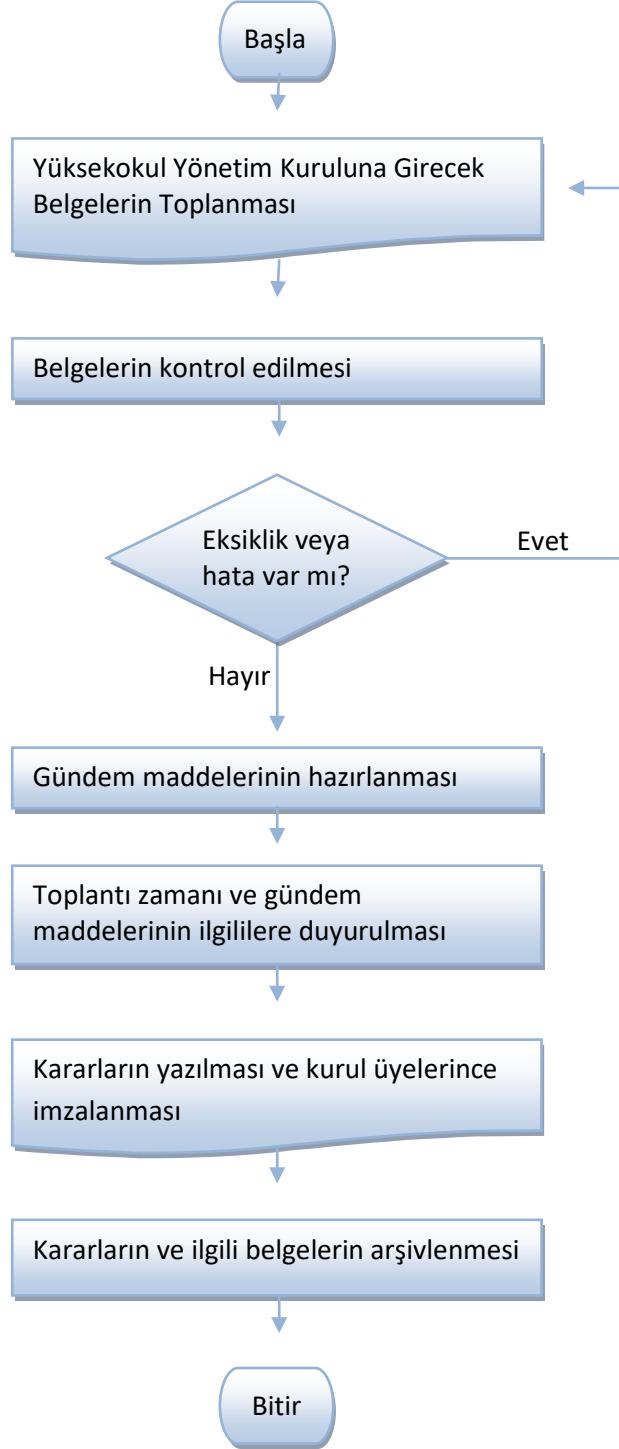 Başla
Yüksekokul Yönetim Kuruluna Girecek
Belgelerin Toplanması
Belgelerin kontrol edilmesi
Eksiklik veya
hata var mı?
Evet
Hayır
Gündem maddelerinin hazırlanması
Toplantı zamanı ve gündem
maddelerinin ilgililere duyurulması
Kararların yazılması ve kurul üyelerince
imzalanması
Kararların ve ilgili belgelerin arşivlenmesi
Bitir